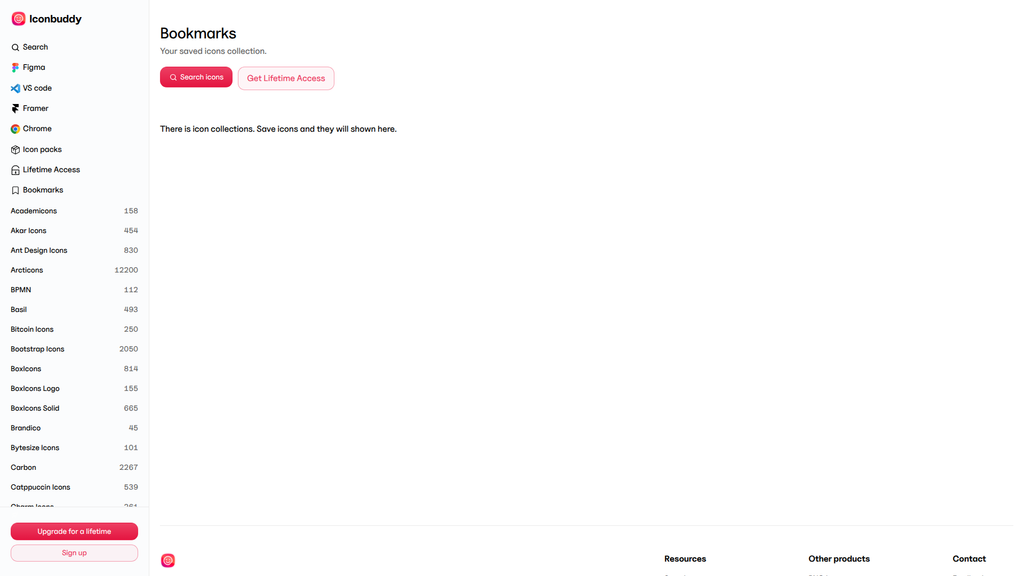 Iconbuddy
Search
Figma
VS code
Framer
Chrome
Icon packs
Lifetime Access
Bookmarks
Academicons 158
Akar Icons 454
Ant Design Icons 830
Arcticons 12200
BPMN 112
Basil 493
Bitcoin Icons 250
Bootstrap Icons 2050
BoxIcons 814
BoxIcons Logo 155
BoxIcons Solid 665
Brandico 45
Bytesize Icons 101
Carbon 2267
Catppuccin Icons 539
Upgrade for a lifetime
Sign up
Bookmarks
Your saved icons collection.
Search icons
Get Lifetime Access
There is icon collections. Save icons and they will shown here.
Resources
Other products
Contact